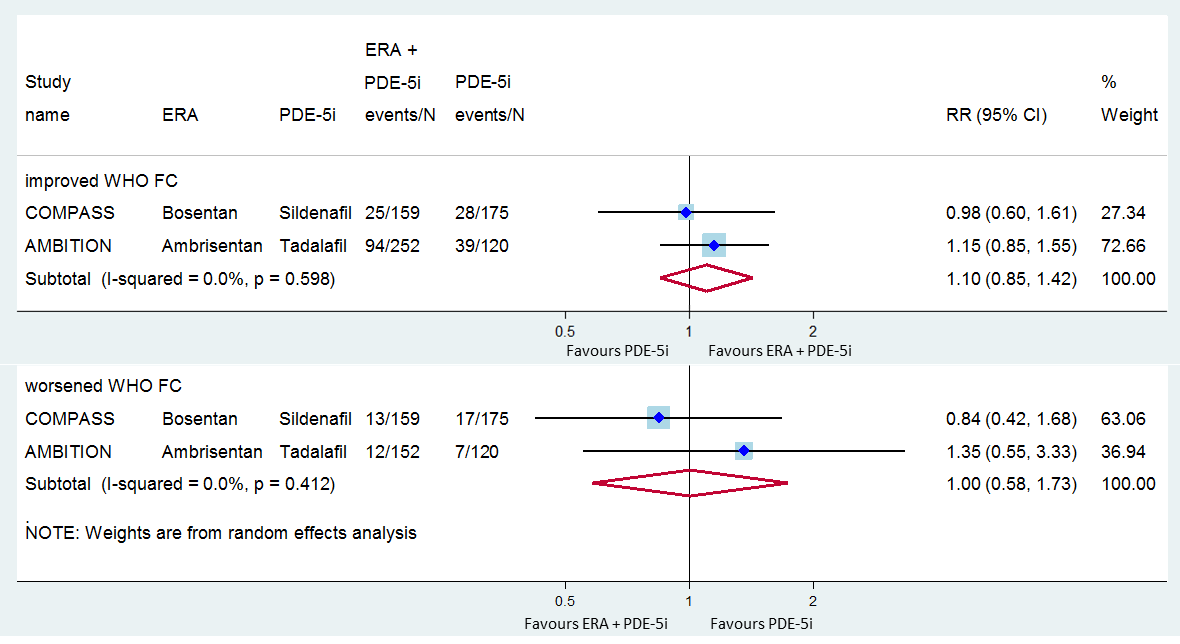 ERA +
Study PDE-5i PDE-5i %
name ERA PDE-5i events/N events/N RR (95% CI) Weight
improved WHO FC
COMPASS Bosentan Sildenafil 25/159 28/175 0.98 (0.60, 1.61) 27.34
AMBITION Ambrisentan Tadalafil 94/252 39/120 1.15 (0.85, 1.55) 72.66
Subtotal (I-squared = 0.0%, p = 0.598) 1.10 (0.85, 1.42) 100.00
0.5 1 2
Favours PDE-5i Favours ERA + PDE-5i
worsened WHO FC
COMPASS Bosentan Sildenafil 13/159 17/175 0.84 (0.42, 1.68) 63.06
AMBITION Ambrisentan Tadalafil 12/152 7/120 1.35 (0.55, 3.33) 36.94
Subtotal (I-squared = 0.0%, p = 0.412) 1.00 (0.58, 1.73) 100.00
.
NOTE: Weights are from random effects analysis
0.5 1 2
Favours ERA + PDE-5i Favours PDE-5i